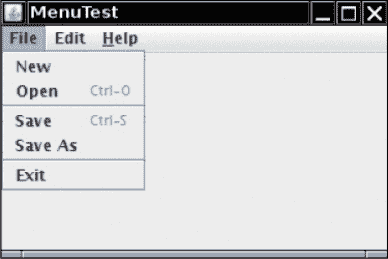 MenuTest
File Edit Help
New
Open Ctrl-O
Save Ctrl-S
Save As
Exit